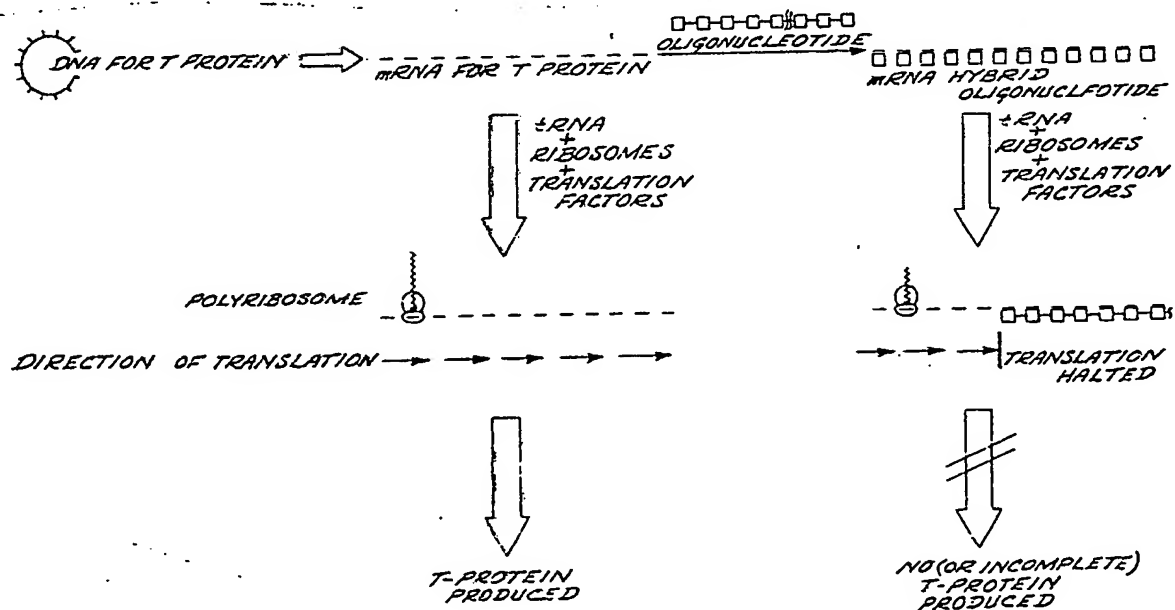 OLIGONUCLEOTIDE
DNA FOR T PROTEIN
mRNA FOR T PROTEIN
mRNA HYBRID
OLIGONUCLEOTIDE
tRNA
+
RIBOSOMES
+
TRANSLATION
FACTORS
tRNA
+
RIBOSOMES
+
TRANSLATION
FACTORS
POLYRIBOSOME
DIRECTION OF TRANSLATION
TRANSLATION
HALTED
T-PROTEIN
PRODUCED
NO (OR INCOMPLETE)
T-PROTEIN
PRODUCED